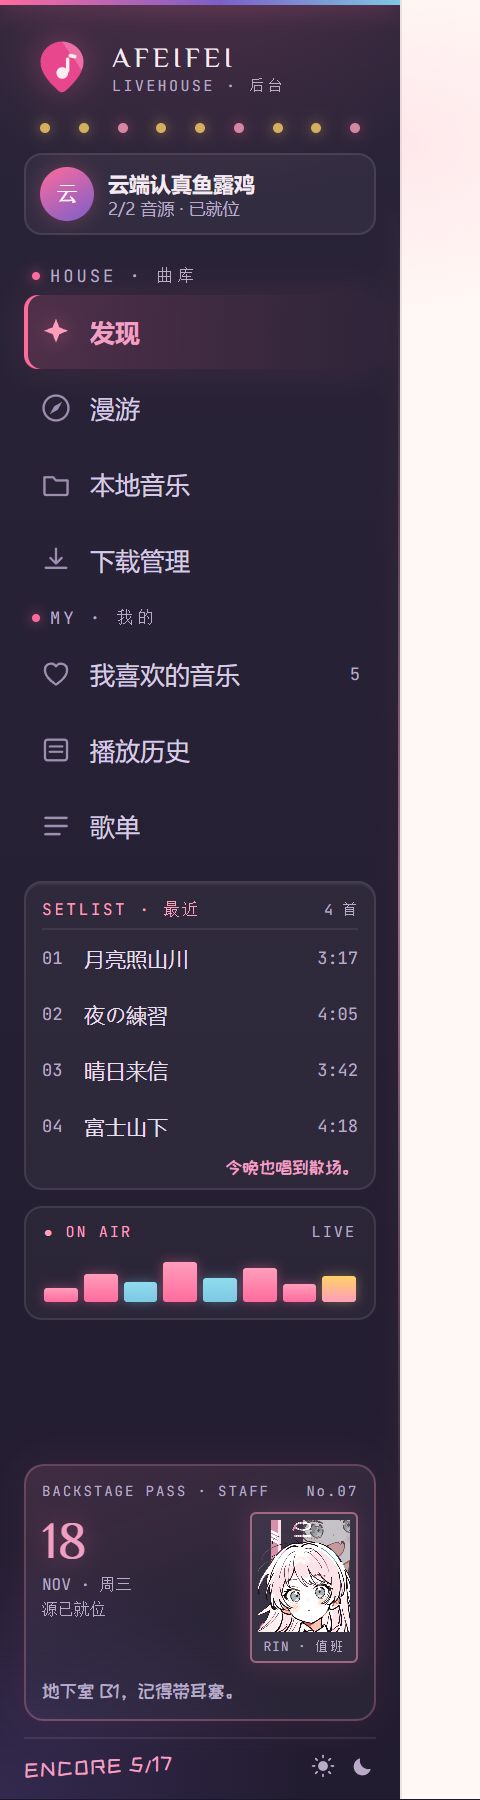 AFEIFEI
LIVEHOUSE · 后台
云
云端认真鱼露鸡
2/2 音源 · 已就位
HOUSE · 曲库
发现
漫游
本地音乐
下载管理
MY · 我的
我喜欢的音乐 5
播放历史
歌单
SETLIST · 最近 4 首
01 月亮照山川 3:17
02 夜の練習 4:05
03 晴日来信 3:42
04 富士山下 4:18
今晚也唱到散场。
ON AIR LIVE
BACKSTAGE PASS · STAFF No.07
18
NOV · 周三
源已就位
RIN · 值班
地下室 B1，记得带耳塞。
ENCORE 5/17